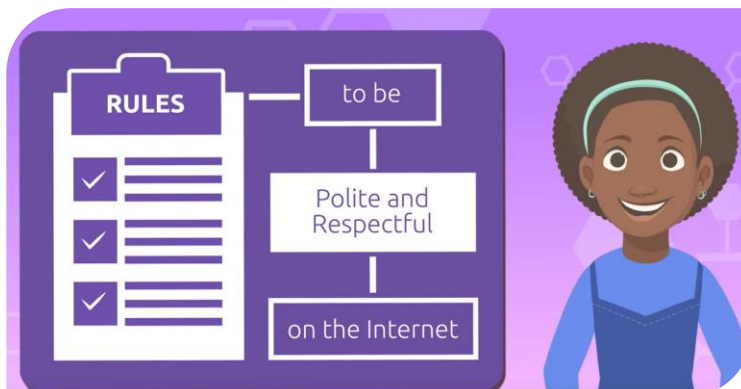 RULES
to be
Polite and
Respectful
on the Internet